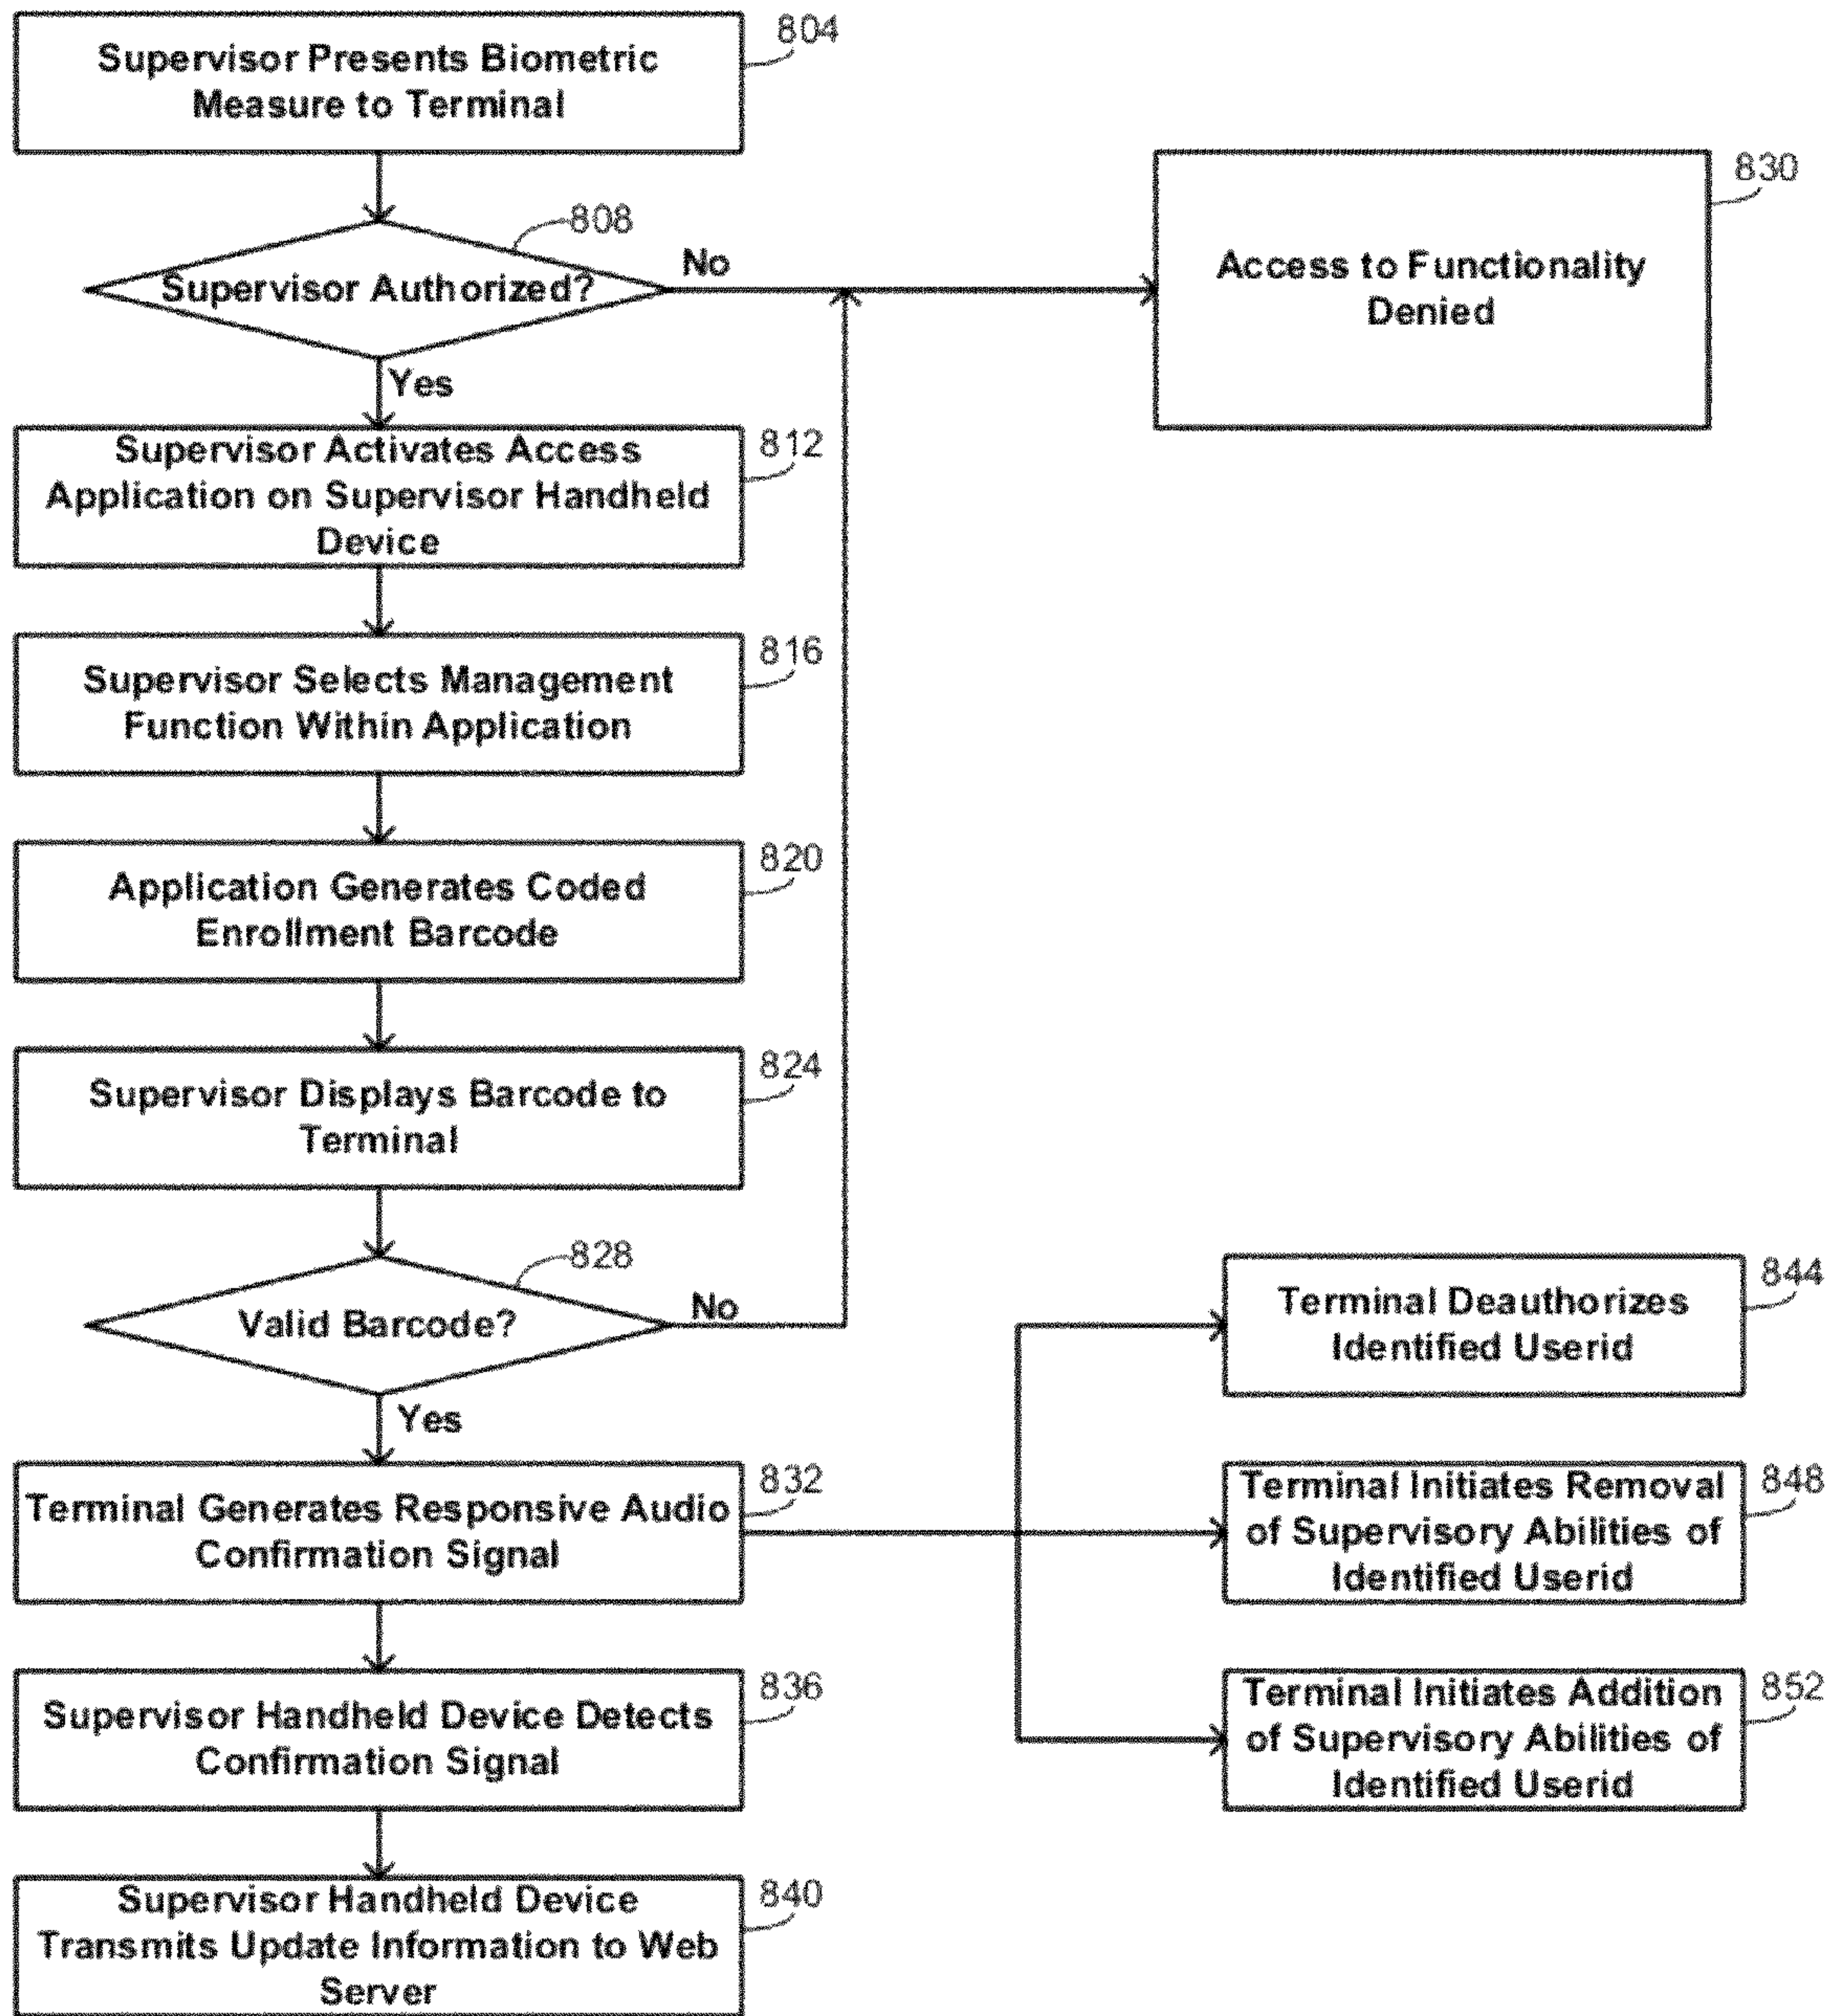 Supervisor Presents Biometric
Measure to Terminal
804
808
Supervisor Authorized?
No
Yes
Access to Functionality
Denied
830
Supervisor Activates Access
Application on Supervisor Handheld
Device
812
Supervisor Selects Management
Function Within Application
816
Application Generates Coded
Enrollment Barcode
820
Supervisor Displays Barcode to
Terminal
824
828
Valid Barcode?
No
Yes
Terminal Generates Responsive Audio
Confirmation Signal
832
Terminal Deauthorizes
Identified Userid
844
Terminal Initiates Removal
of Supervisory Abilities of
Identified Userid
848
Terminal Initiates Addition
of Supervisory Abilities of
Identified Userid
852
Supervisor Handheld Device Detects
Confirmation Signal
836
Supervisor Handheld Device
Transmits Update Information to Web
Server
840